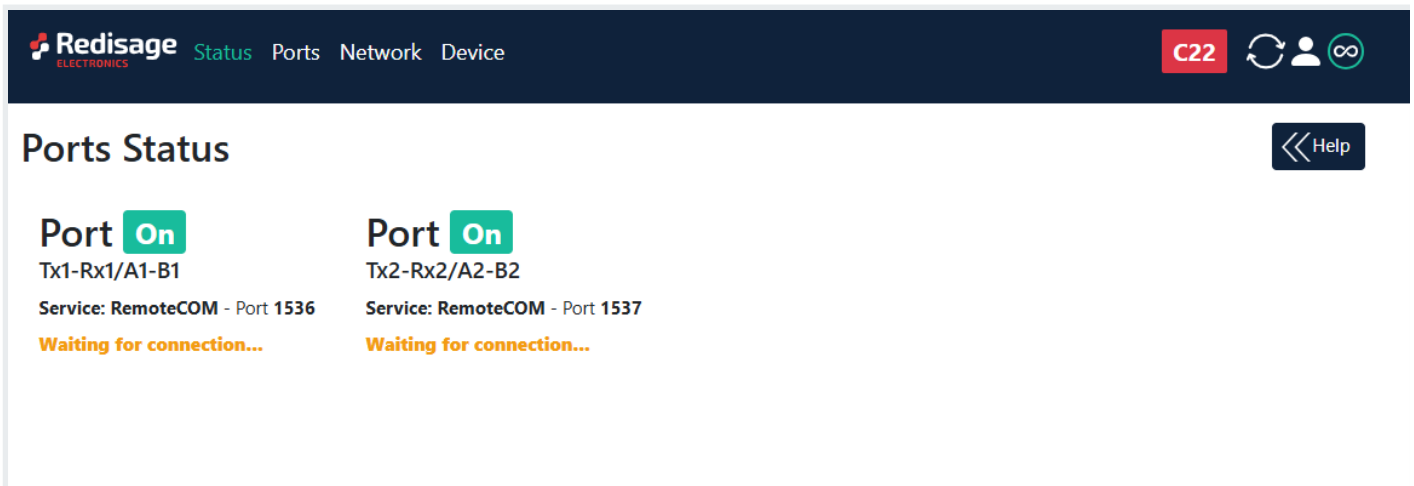 Redisage
ELECTRONICS
Status Ports Network Device
C22
Ports Status
Help
Port On
Tx1-Rx1/A1-B1
Service: RemoteCOM - Port 1536
Waiting for connection...
Port On
Tx2-Rx2/A2-B2
Service: RemoteCOM - Port 1537
Waiting for connection...